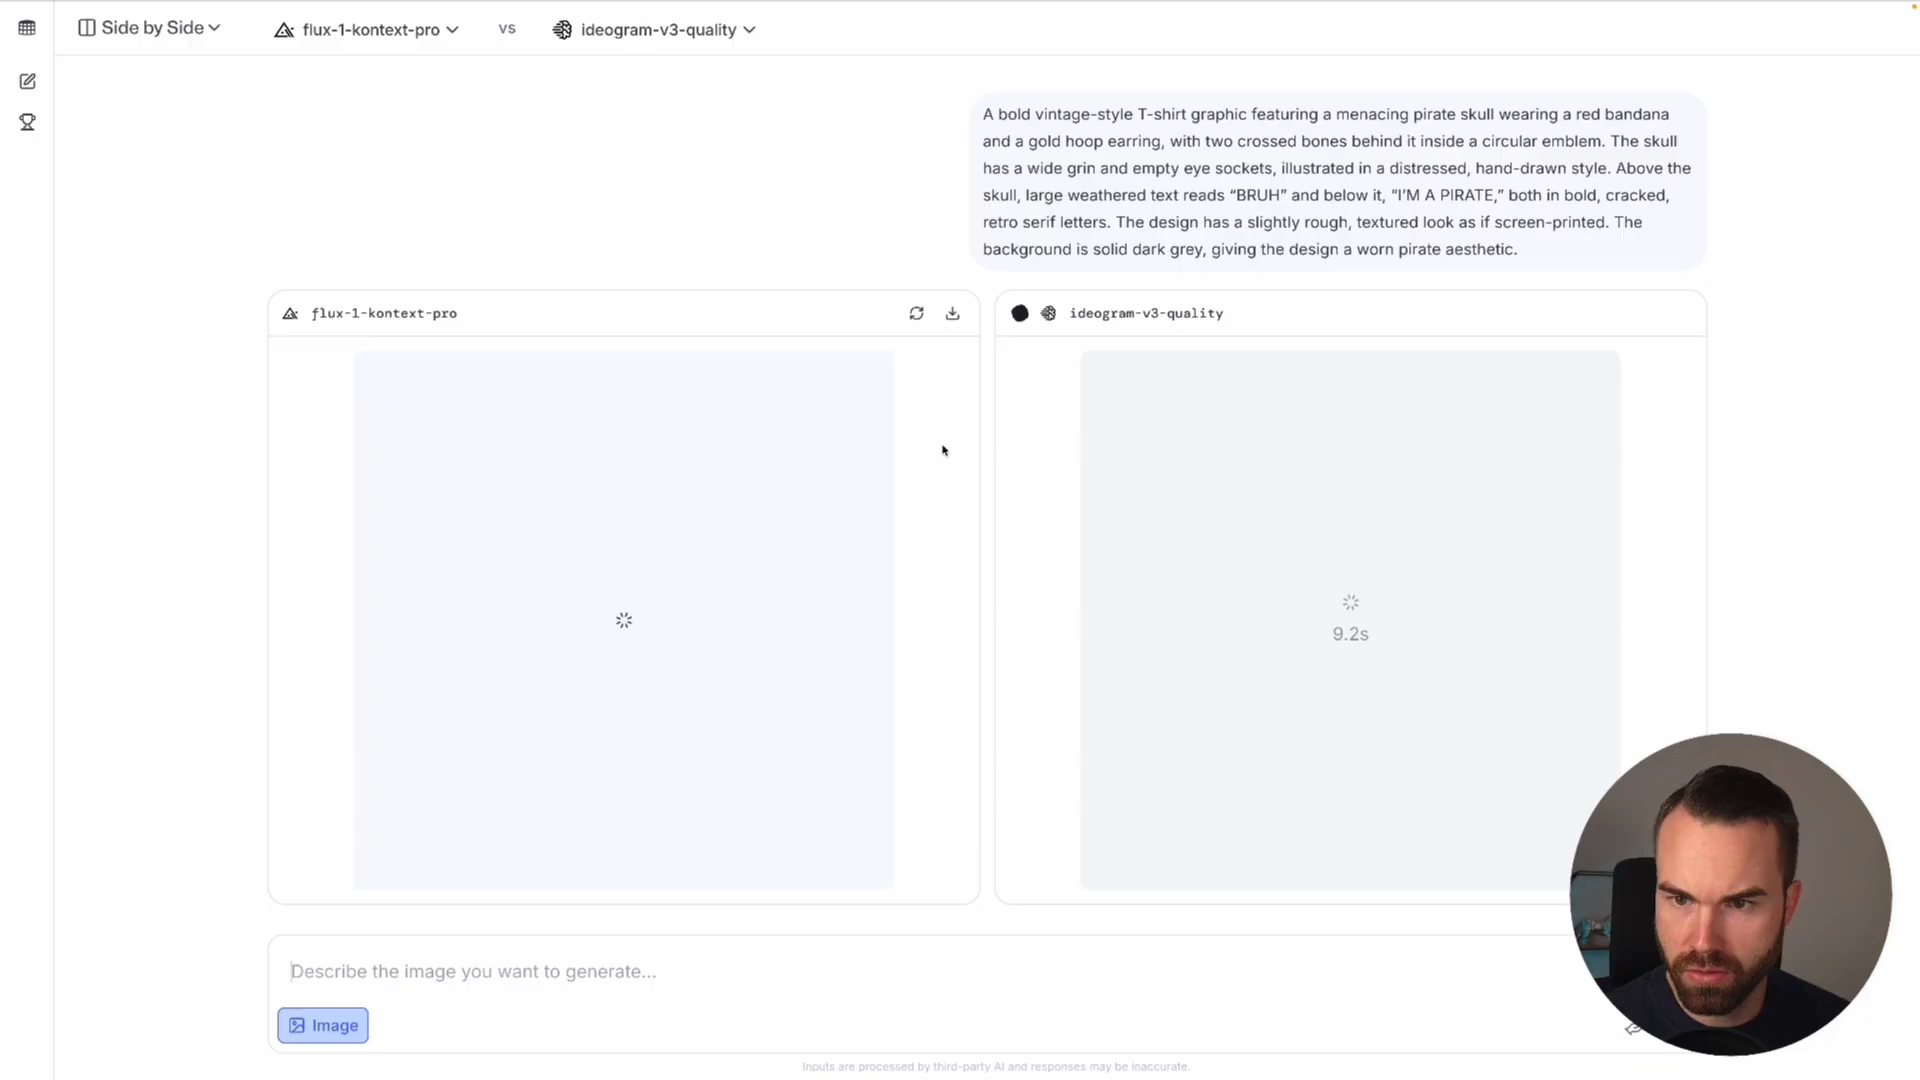 Side by Side
flux-1-kontext-pro
VS
ideogram-v3-quality
A bold vintage-style T-shirt graphic featuring a menacing pirate skull wearing a red bandana
and a gold hoop earring, with two crossed bones behind it inside a circular emblem. The skull
has a wide grin and empty eye sockets, illustrated in a distressed, hand-drawn style. Above the
skull, large weathered text reads “BRUH” and below it, “I’M A PIRATE,” both in bold, cracked,
retro serif letters. The design has a slightly rough, textured look as if screen-printed. The
background is solid dark grey, giving the design a worn pirate aesthetic.
flux-1-kontext-pro
ideogram-v3-quality
9.2s
Describe the image you want to generate...
Image
Inputs are processed by third-party AI and responses may be inaccurate.